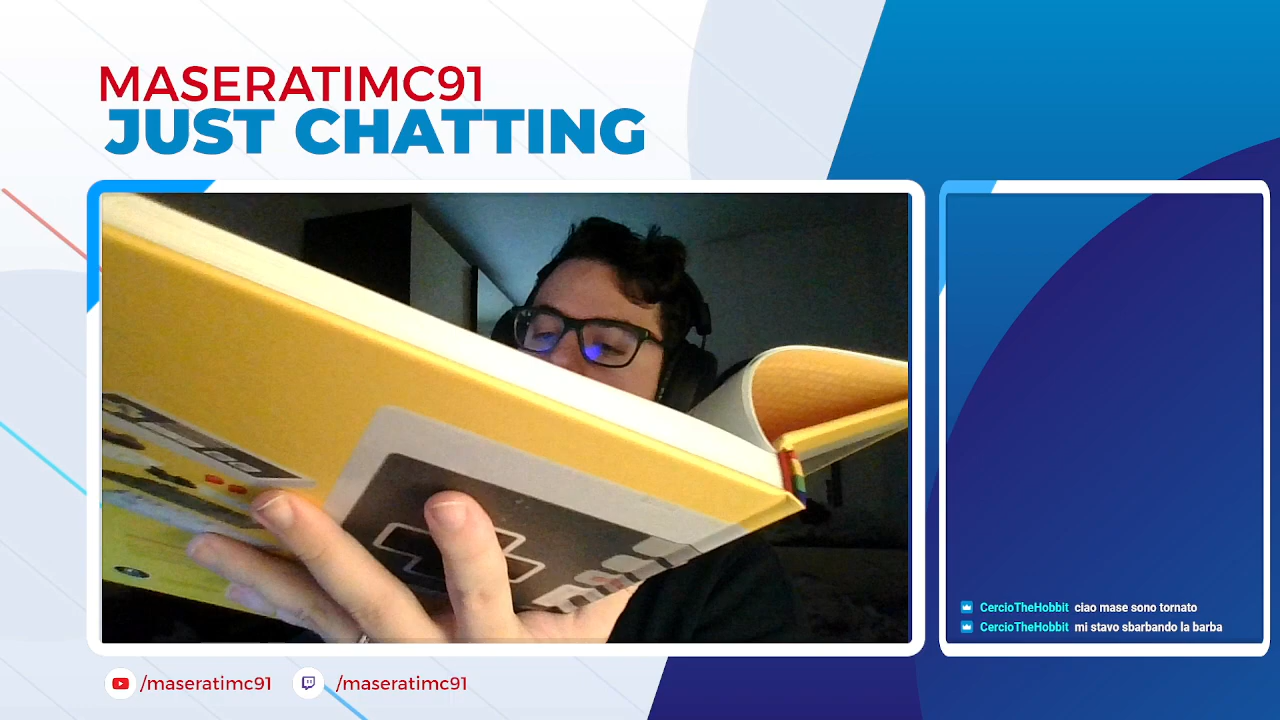 MASERATIMC91
JUST CHATTING
CercioTheHobbit ciao mase sono tornato
CercioTheHobbit mi stavo sbarbando la barba
/maseratimc91 /maseratimc91